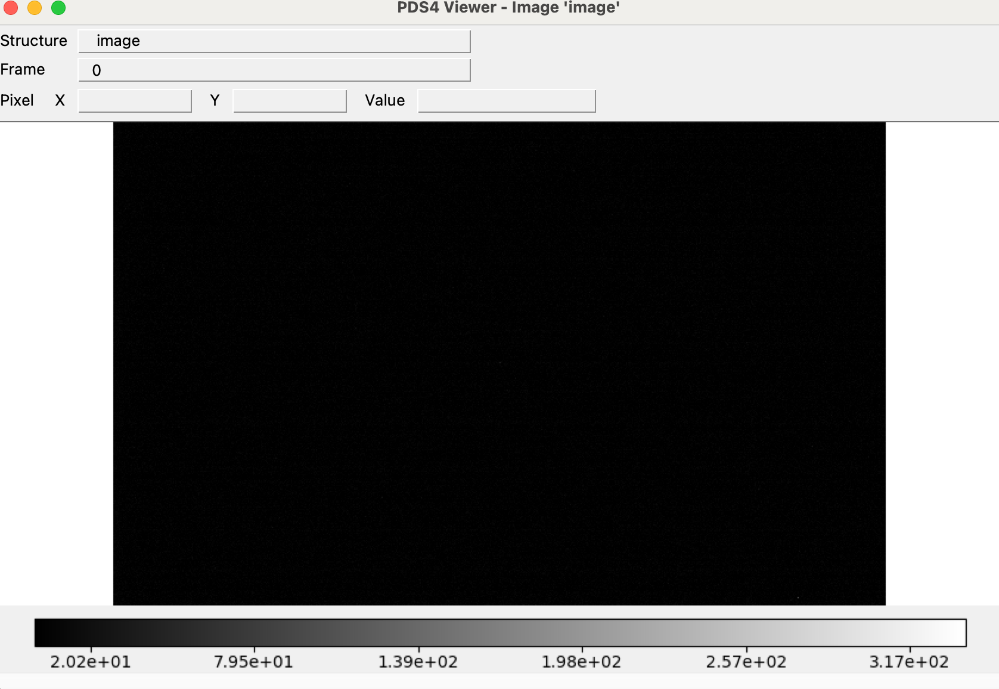 PDS4 Viewer - Image 'image'
Structure image
Frame 0
Pixel X Y Value
2.02e+01 7.95e+01 1.39e+02 1.98e+02 2.57e+02 3.17e+02